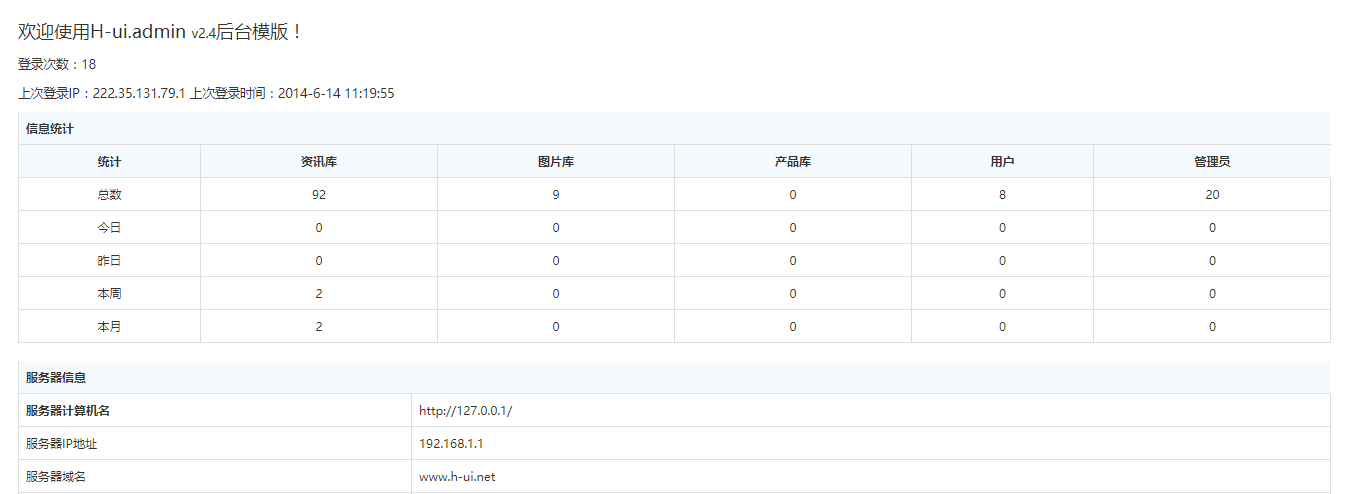 欢迎使用H-ui.admin v2.4后台模版！
登录次数：18
上次登录IP：222.35.131.79.1 上次登录时间：2014-6-14 11:19:55
信息统计
统计 资讯库 图片库 产品库 用户 管理员
总数 92 9 0 8 20
今日 0 0 0 0 0
昨日 0 0 0 0 0
本周 2 0 0 0 0
本月 2 0 0 0 0
服务器信息
服务器计算机名 http://127.0.0.1/
服务器IP地址 192.168.1.1
服务器域名 www.h-ui.net